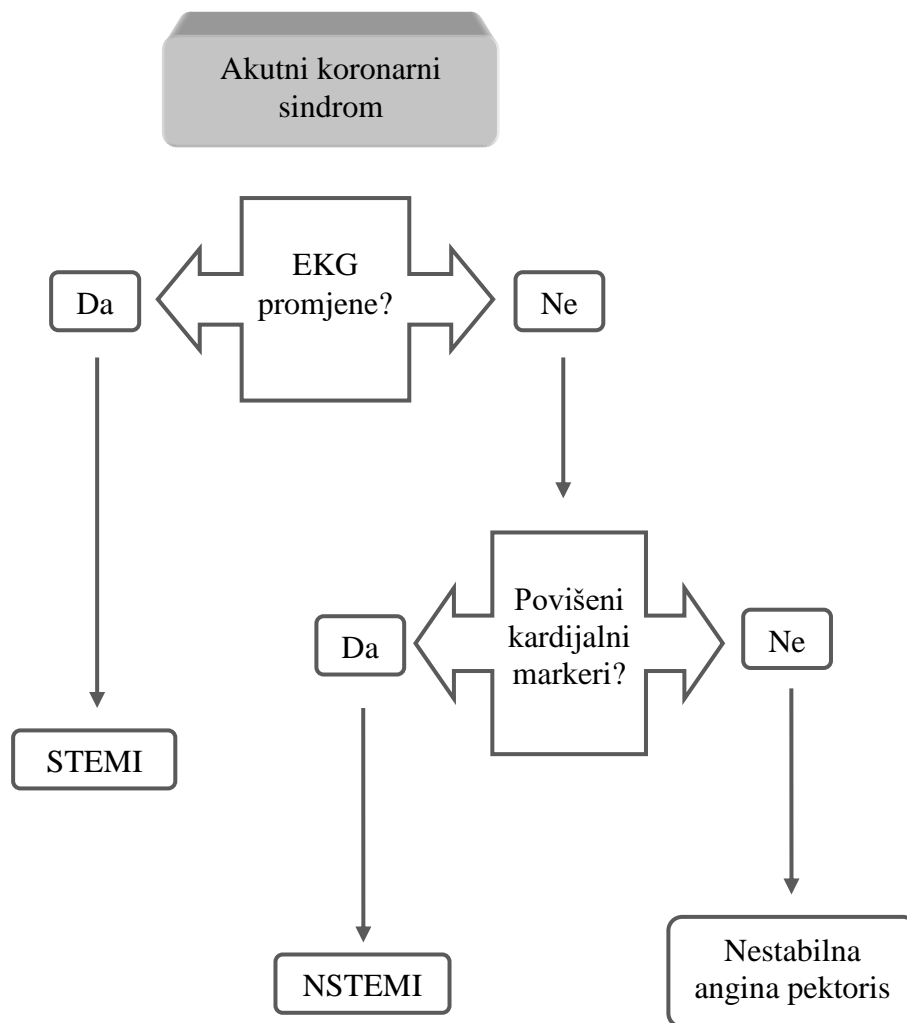 Akutni koronarni
sindrom
EKG
promjene?
Da
Ne
Povišeni
kardijalni
markeri?
Da
Ne
STEMI
NSTEMI
Nestabilna
angina pektoris